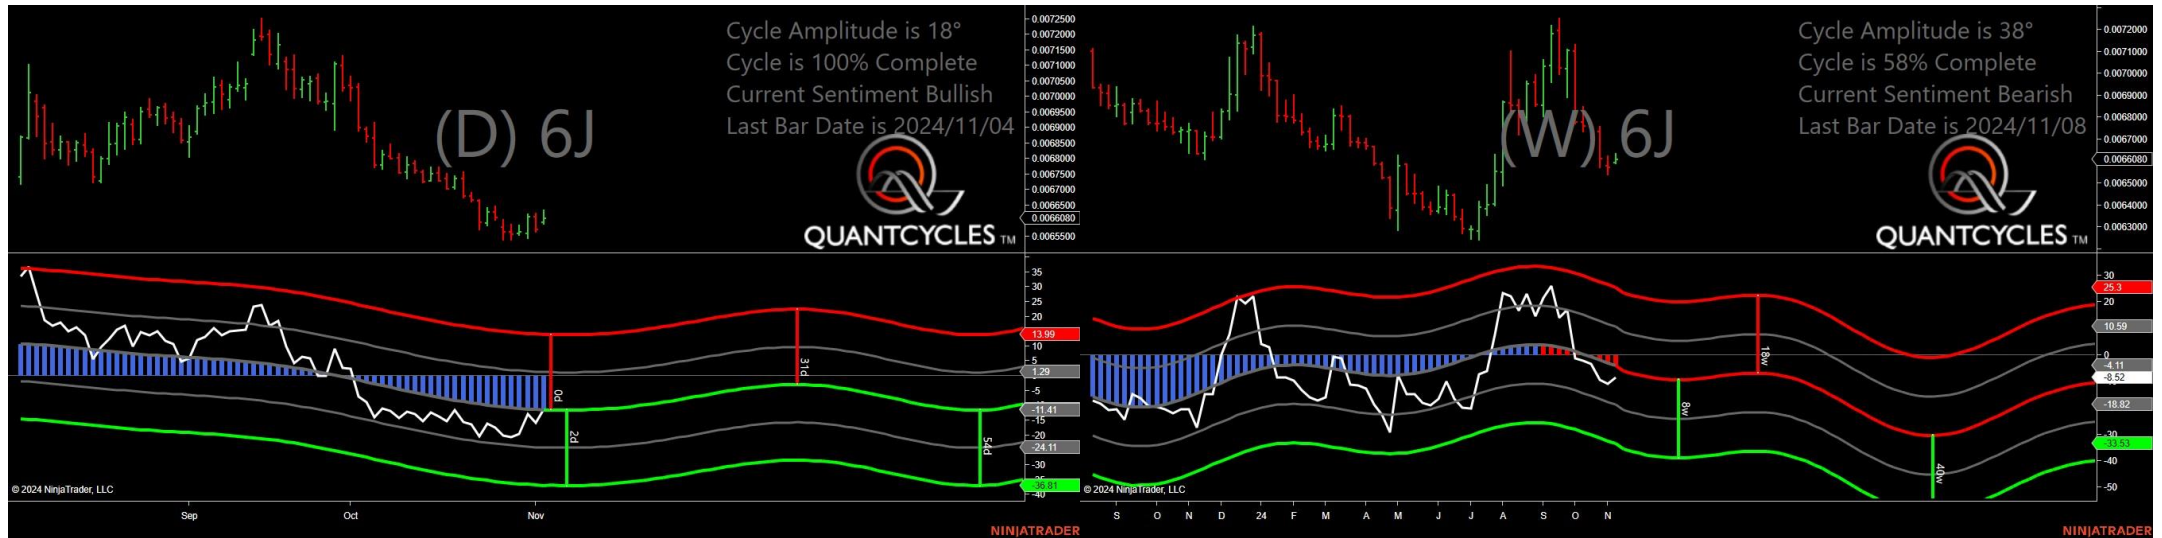 Cycle Amplitude is 18°
Cycle is 100% Complete
Current Sentiment Bullish
Last Bar Date is 2024/11/04
(D) 6J
QUANTCYCLES TM
0.0072500
0.0072000
0.0071500
0.0071000
0.0070500
0.0070000
0.0069500
0.0069000
0.0068500
0.0068000
0.0067500
0.0067000
0.0066500
0.0066080
0.0065500
35
30
25
20
13.99
10
5
1.29
-5
-11.41
-15
-20
-24.11
-30
-36.81
-40
0d
2d
31d
54d
© 2024 NinjaTrader, LLC
Sep Oct Nov
NINJATRADER
Cycle Amplitude is 38°
Cycle is 58% Complete
Current Sentiment Bearish
Last Bar Date is 2024/11/08
(W) 6J
QUANTCYCLES TM
0.0072000
0.0071000
0.0070000
0.0069000
0.0068000
0.0067000
0.0066080
0.0065000
0.0064000
0.0063000
30
25.3
20
10.59
0
-4.11
-8.52
-18.82
-30
-33.53
-40
-50
8w
18w
40w
© 2024 NinjaTrader, LLC
S O N D 24 F M A M J J A S O N
NINJATRADER